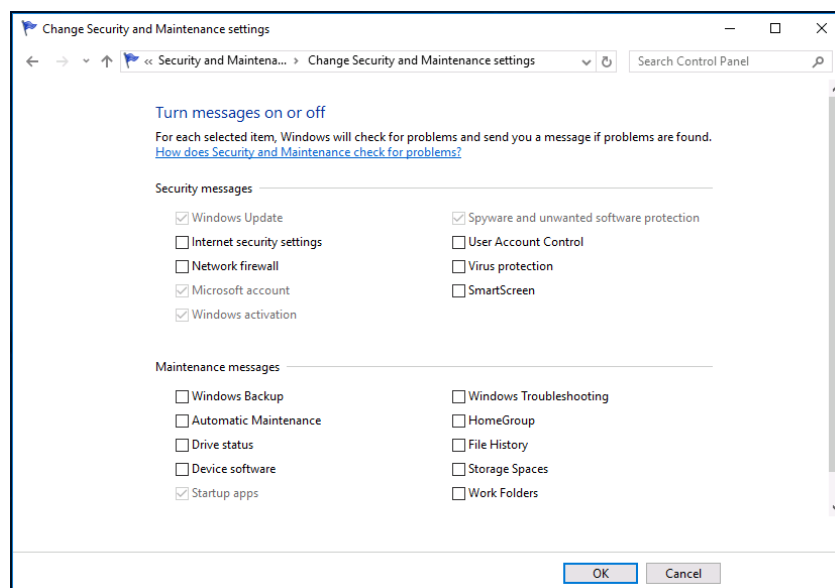 Change Security and Maintenance settings
« Security and Maintena... › Change Security and Maintenance settings
Search Control Panel
Turn messages on or off
For each selected item, Windows will check for problems and send you a message if problems are found.
How does Security and Maintenance check for problems?
Security messages
Windows Update
Spyware and unwanted software protection
Internet security settings
User Account Control
Network firewall
Virus protection
Microsoft account
SmartScreen
Windows activation
Maintenance messages
Windows Backup
Windows Troubleshooting
Automatic Maintenance
HomeGroup
Drive status
File History
Device software
Storage Spaces
Startup apps
Work Folders
OK
Cancel